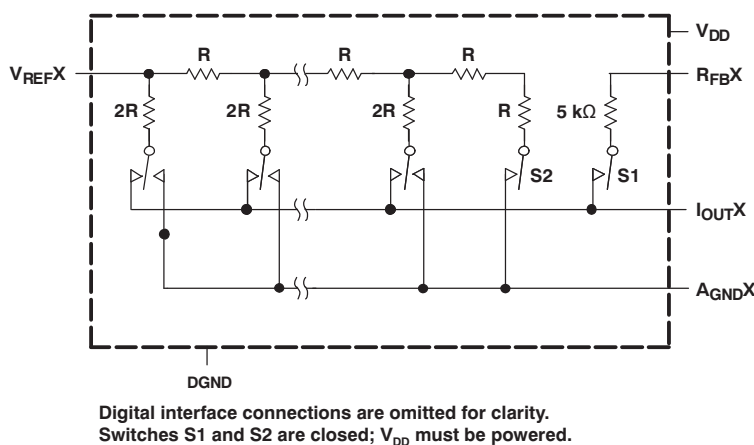 V_DD
R R R
V_REFX R_FBX
2R 2R 2R R 5 kΩ
S2 S1
I_OUTX
A_GNDX
DGND
Digital interface connections are omitted for clarity.
Switches S1 and S2 are closed; V_DD must be powered.